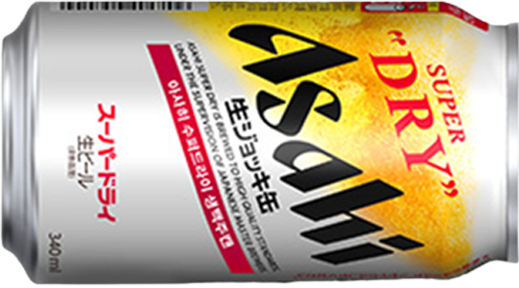 SUPER
"DRY"
Asahi
生ジョッキ缶
ASAHI SUPER DRY IS BREWED TO HIGH QUALITY STANDARDS
UNDER THE SUPERVISION OF JAPANESE MASTER BREWERS
아사히 수퍼드라이 생맥주캔
スーパードライ
生ビール
340ml